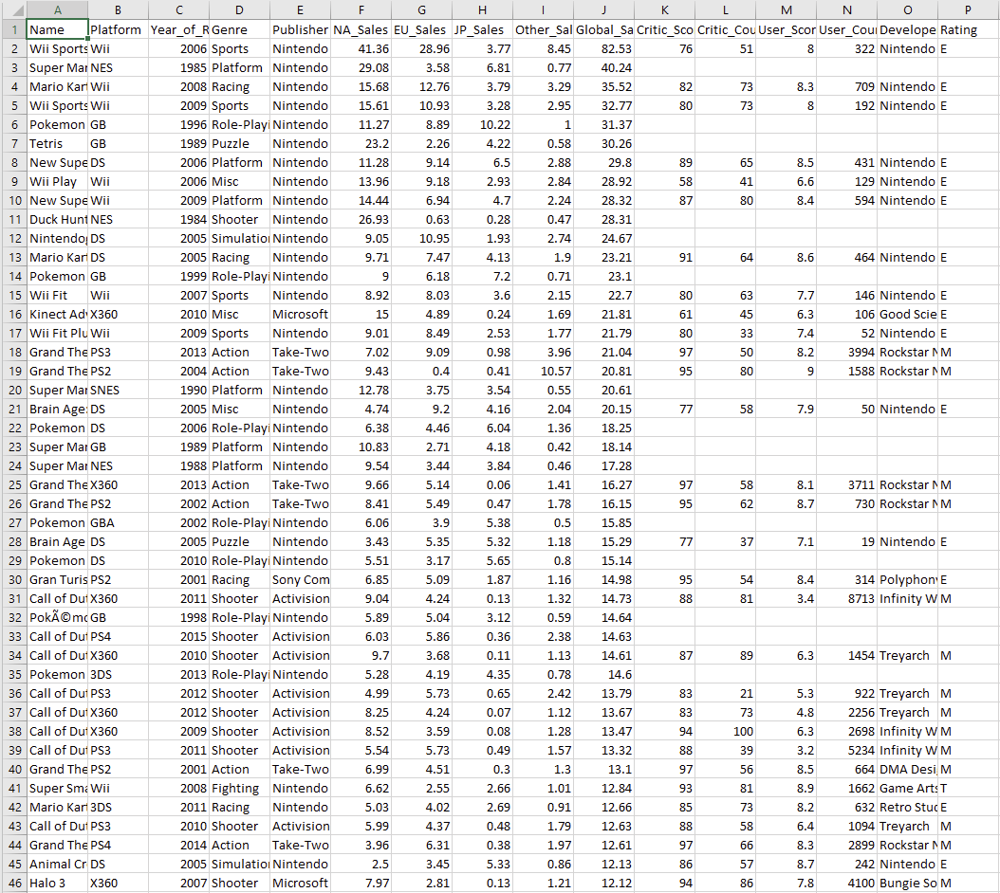 A B C D E F G H I J K L M N O P
1 Name Platform Year_of_R Genre Publisher NA_Sales EU_Sales JP_Sales Other_Sal Global_Sa Critic_Sco Critic_Cou User_Scor User_Cou Develope Rating
2 Wii Sports Wii 2006 Sports Nintendo 41.36 28.96 3.77 8.45 82.53 76 51 8 322 Nintendo E
3 Super Mar NES 1985 Platform Nintendo 29.08 3.58 6.81 0.77 40.24
4 Mario Kart Wii 2008 Racing Nintendo 15.68 12.76 3.79 3.29 35.52 82 73 8.3 709 Nintendo E
5 Wii Sports Wii 2009 Sports Nintendo 15.61 10.93 3.28 2.95 32.77 80 73 8 192 Nintendo E
6 Pokemon GB 1996 Role-Playi Nintendo 11.27 8.89 10.22 1 31.37
7 Tetris GB 1989 Puzzle Nintendo 23.2 2.26 4.22 0.58 30.26
8 New Supe DS 2006 Platform Nintendo 11.28 9.14 6.5 2.88 29.8 89 65 8.5 431 Nintendo E
9 Wii Play Wii 2006 Misc Nintendo 13.96 9.18 2.93 2.84 28.92 58 41 6.6 129 Nintendo E
10 New Supe Wii 2009 Platform Nintendo 14.44 6.94 4.7 2.24 28.32 87 80 8.4 594 Nintendo E
11 Duck Hunt NES 1984 Shooter Nintendo 26.93 0.63 0.28 0.47 28.31
12 Nintendog DS 2005 Simulation Nintendo 9.05 10.95 1.93 2.74 24.67
13 Mario Kart DS 2005 Racing Nintendo 9.71 7.47 4.13 1.9 23.21 91 64 8.6 464 Nintendo E
14 Pokemon GB 1999 Role-Playi Nintendo 9 6.18 7.2 0.71 23.1
15 Wii Fit Wii 2007 Sports Nintendo 8.92 8.03 3.6 2.15 22.7 80 63 7.7 146 Nintendo E
16 Kinect Adv X360 2010 Misc Microsoft 15 4.89 0.24 1.69 21.81 61 45 6.3 106 Good Scie E
17 Wii Fit Plu Wii 2009 Sports Nintendo 9.01 8.49 2.53 1.77 21.79 80 33 7.4 52 Nintendo E
18 Grand The PS3 2013 Action Take-Two 7.02 9.09 0.98 3.96 21.04 97 50 8.2 3994 Rockstar N M
19 Grand The PS2 2004 Action Take-Two 9.43 0.4 0.41 10.57 20.81 95 80 9 1588 Rockstar N M
20 Super Mar SNES 1990 Platform Nintendo 12.78 3.75 3.54 0.55 20.61
21 Brain Age: DS 2005 Misc Nintendo 4.74 9.2 4.16 2.04 20.15 77 58 7.9 50 Nintendo E
22 Pokemon DS 2006 Role-Playi Nintendo 6.38 4.46 6.04 1.36 18.25
23 Super Mar GB 1989 Platform Nintendo 10.83 2.71 4.18 0.42 18.14
24 Super Mar NES 1988 Platform Nintendo 9.54 3.44 3.84 0.46 17.28
25 Grand The X360 2013 Action Take-Two 9.66 5.14 0.06 1.41 16.27 97 58 8.1 3711 Rockstar N M
26 Grand The PS2 2002 Action Take-Two 8.41 5.49 0.47 1.78 16.15 95 62 8.7 730 Rockstar N M
27 Pokemon GBA 2002 Role-Playi Nintendo 6.06 3.9 5.38 0.5 15.85
28 Brain Age DS 2005 Puzzle Nintendo 3.43 5.35 5.32 1.18 15.29 77 37 7.1 19 Nintendo E
29 Pokemon DS 2010 Role-Playi Nintendo 5.51 3.17 5.65 0.8 15.14
30 Gran Turis PS2 2001 Racing Sony Com 6.85 5.09 1.87 1.16 14.98 95 54 8.4 314 Polyphony E
31 Call of Dut X360 2011 Shooter Activision 9.04 4.24 0.13 1.32 14.73 88 81 3.4 8713 Infinity W M
32 PokÃ©mo GB 1998 Role-Playi Nintendo 5.89 5.04 3.12 0.59 14.64
33 Call of Dut PS4 2015 Shooter Activision 6.03 5.86 0.36 2.38 14.63
34 Call of Dut X360 2010 Shooter Activision 9.7 3.68 0.11 1.13 14.61 87 89 6.3 1454 Treyarch M
35 Pokemon 3DS 2013 Role-Playi Nintendo 5.28 4.19 4.35 0.78 14.6
36 Call of Dut PS3 2012 Shooter Activision 4.99 5.73 0.65 2.42 13.79 83 21 5.3 922 Treyarch M
37 Call of Dut X360 2012 Shooter Activision 8.25 4.24 0.07 1.12 13.67 83 73 4.8 2256 Treyarch M
38 Call of Dut X360 2009 Shooter Activision 8.52 3.59 0.08 1.28 13.47 94 100 6.3 2698 Infinity W M
39 Call of Dut PS3 2011 Shooter Activision 5.54 5.73 0.49 1.57 13.32 88 39 3.2 5234 Infinity W M
40 Grand The PS2 2001 Action Take-Two 6.99 4.51 0.3 1.3 13.1 97 56 8.5 664 DMA Desi M
41 Super Sma Wii 2008 Fighting Nintendo 6.62 2.55 2.66 1.01 12.84 93 81 8.9 1662 Game Arts T
42 Mario Kart 3DS 2011 Racing Nintendo 5.03 4.02 2.69 0.91 12.66 85 73 8.2 632 Retro Stud E
43 Call of Dut PS3 2010 Shooter Activision 5.99 4.37 0.48 1.79 12.63 88 58 6.4 1094 Treyarch M
44 Grand The PS4 2014 Action Take-Two 3.96 6.31 0.38 1.97 12.61 97 66 8.3 2899 Rockstar N M
45 Animal Cr DS 2005 Simulation Nintendo 2.5 3.45 5.33 0.86 12.13 86 57 8.7 242 Nintendo E
46 Halo 3 X360 2007 Shooter Microsoft 7.97 2.81 0.13 1.21 12.12 94 86 7.8 4100 Bungie So M